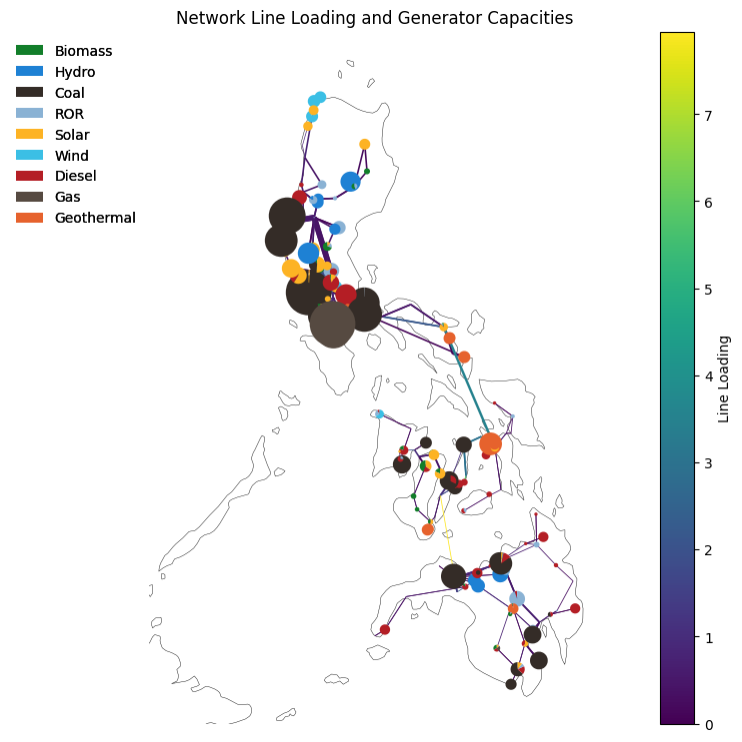 Network Line Loading and Generator Capacities
Biomass
Hydro
Coal
ROR
Solar
Wind
Diesel
Gas
Geothermal
7
6
5
4
3
2
1
0
Line Loading